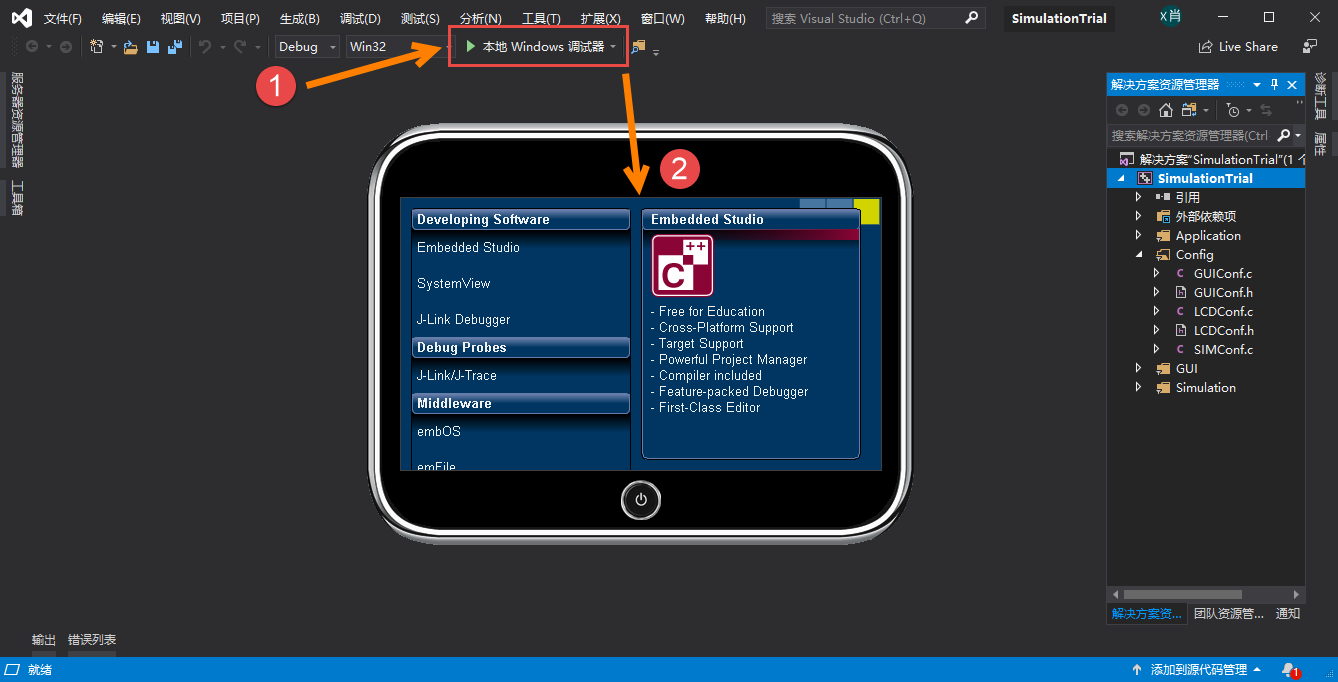 文件(F) 编辑(E) 视图(V) 项目(P) 生成(B) 调试(D) 测试(S) 分析(N) 工具(T) 扩展(X) 窗口(W) 帮助(H) 搜索 Visual Studio (Ctrl+Q) SimulationTrial X肖
Debug Win32 本地 Windows 调试器 Live Share
1
2
服务器资源管理器
工具箱
Developing Software
Embedded Studio
SystemView
J-Link Debugger
Debug Probes
J-Link/J-Trace
Middleware
embOS
emFile
Embedded Studio
++
C
- Free for Education
- Cross-Platform Support
- Target Support
- Powerful Project Manager
- Compiler included
- Feature-packed Debugger
- First-Class Editor
解决方案资源管理器
搜索解决方案资源管理器(Ctrl
解决方案"SimulationTrial"(1 个
SimulationTrial
引用
外部依赖项
Application
Config
GUIConf.c
GUIConf.h
LCDConf.c
LCDConf.h
SIMConf.c
GUI
Simulation
解决方案资... 团队资源管... 通知
诊断工具
属性
输出 错误列表
就绪 添加到源代码管理 1